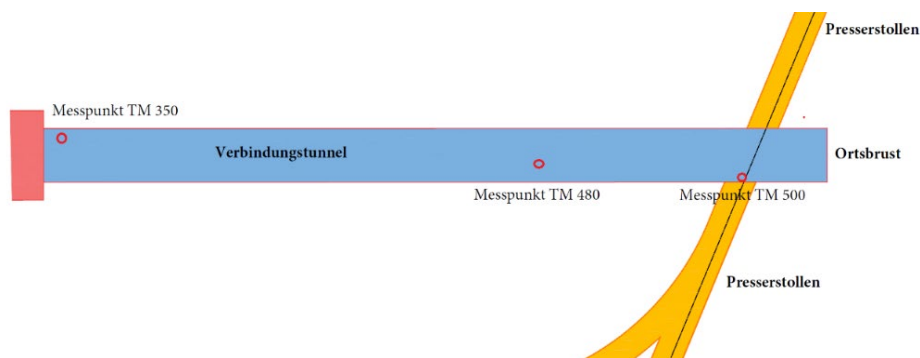 Presserstollen
Messpunkt TM 350
Verbindungstunnel
Ortsbrust
Messpunkt TM 480
Messpunkt TM 500
Presserstollen